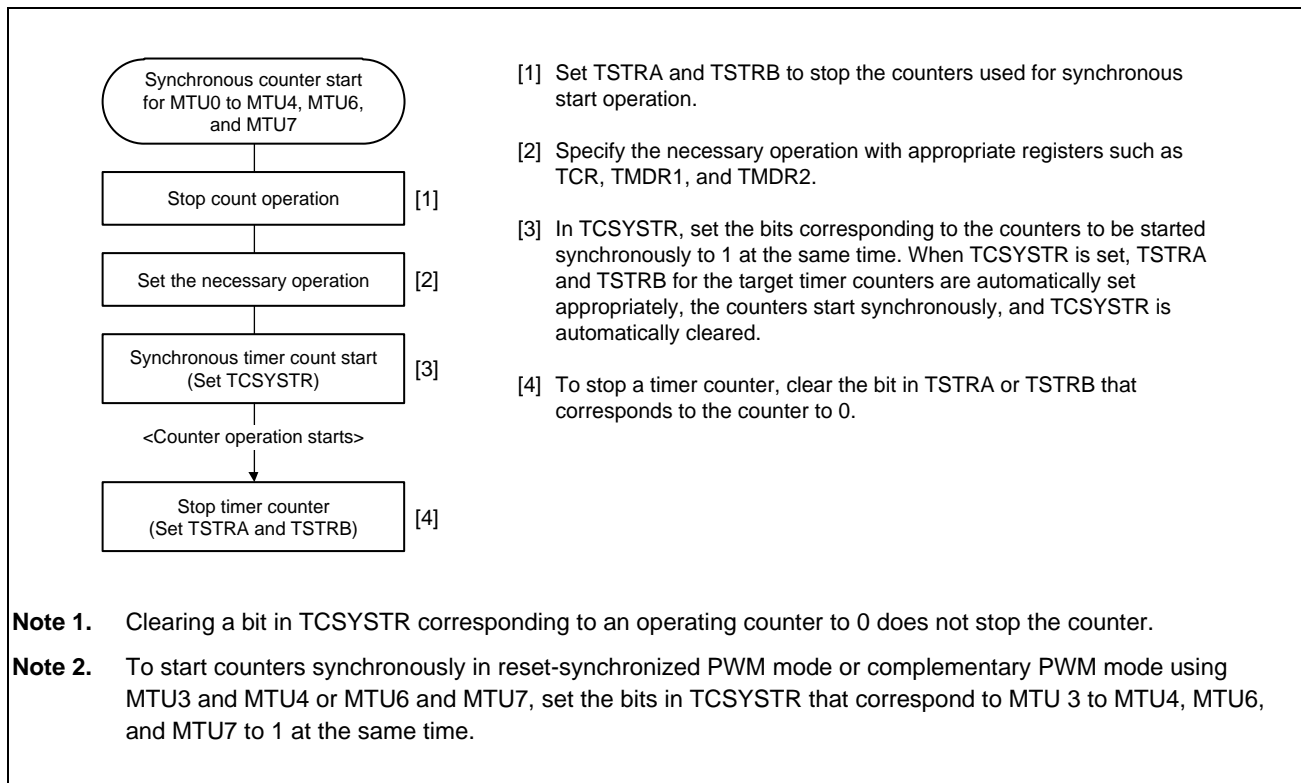 Synchronous counter start
for MTU0 to MTU4, MTU6,
and MTU7
Stop count operation
[1]
Set the necessary operation
[2]
Synchronous timer count start
(Set TCSYSTR)
[3]
<Counter operation starts>
Stop timer counter
(Set TSTRA and TSTRB)
[4]
[1] Set TSTRA and TSTRB to stop the counters used for synchronous
start operation.
[2] Specify the necessary operation with appropriate registers such as
TCR, TMDR1, and TMDR2.
[3] In TCSYSTR, set the bits corresponding to the counters to be started
synchronously to 1 at the same time. When TCSYSTR is set, TSTRA
and TSTRB for the target timer counters are automatically set
appropriately, the counters start synchronously, and TCSYSTR is
automatically cleared.
[4] To stop a timer counter, clear the bit in TSTRA or TSTRB that
corresponds to the counter to 0.
Note 1. Clearing a bit in TCSYSTR corresponding to an operating counter to 0 does not stop the counter.
Note 2. To start counters synchronously in reset-synchronized PWM mode or complementary PWM mode using
MTU3 and MTU4 or MTU6 and MTU7, set the bits in TCSYSTR that correspond to MTU 3 to MTU4, MTU6,
and MTU7 to 1 at the same time.